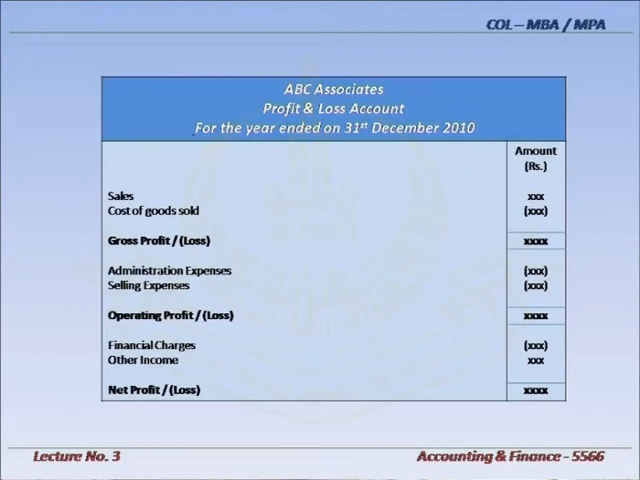 COL – MBA / MPA
ABC Associates
Profit & Loss Account
For the year ended on 31st December 2010
Amount
(Rs.)
Sales xxx
Cost of goods sold (xxx)
Gross Profit / (Loss) xxxx
Administration Expenses (xxx)
Selling Expenses (xxx)
Operating Profit / (Loss) xxxx
Financial Charges (xxx)
Other Income xxx
Net Profit / (Loss) xxxx
Lecture No. 3 Accounting & Finance - 5566